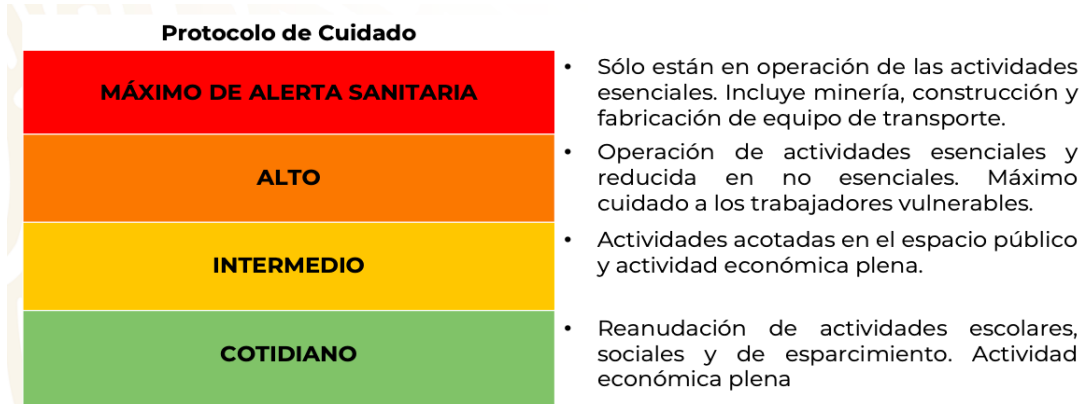 Protocolo de Cuidado
MÁXIMO DE ALERTA SANITARIA
• Sólo están en operación de las actividades
esenciales. Incluye minería, construcción y
fabricación de equipo de transporte.
ALTO
• Operación de actividades esenciales y
reducida en no esenciales. Máximo
cuidado a los trabajadores vulnerables.
INTERMEDIO
• Actividades acotadas en el espacio público
y actividad económica plena.
COTIDIANO
• Reanudación de actividades escolares,
sociales y de esparcimiento. Actividad
económica plena